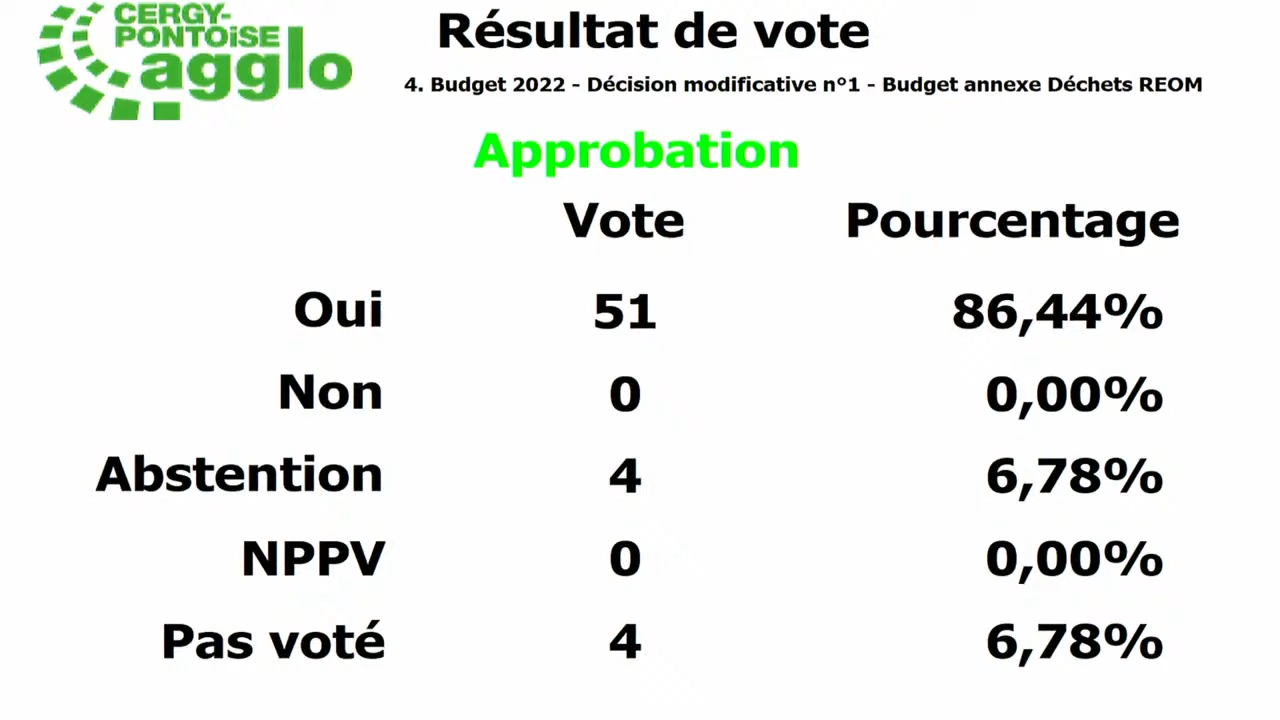 CERGY-
PONTOiSE
agglo
Résultat de vote
4. Budget 2022 - Décision modificative n°1 - Budget annexe Déchets REOM
Approbation
Vote Pourcentage
Oui 51 86,44%
Non 0 0,00%
Abstention 4 6,78%
NPPV 0 0,00%
Pas voté 4 6,78%